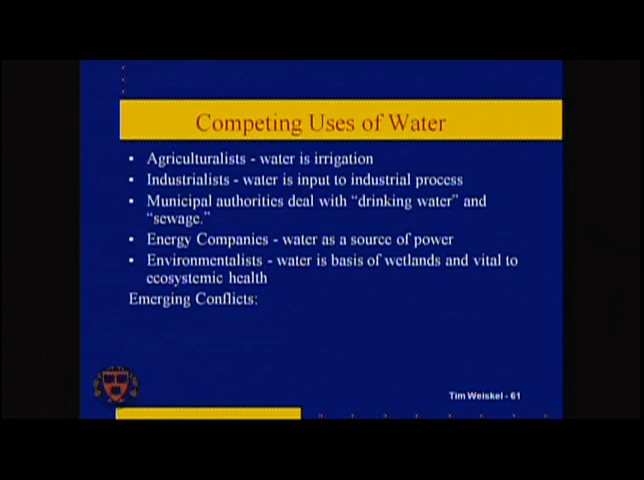 Competing Uses of Water
• Agriculturalists - water is irrigation
• Industrialists - water is input to industrial process
• Municipal authorities deal with “drinking water” and
“sewage.”
• Energy Companies - water as a source of power
• Environmentalists - water is basis of wetlands and vital to
ecosystemic health
Emerging Conflicts:
Tim Weiskel - 61